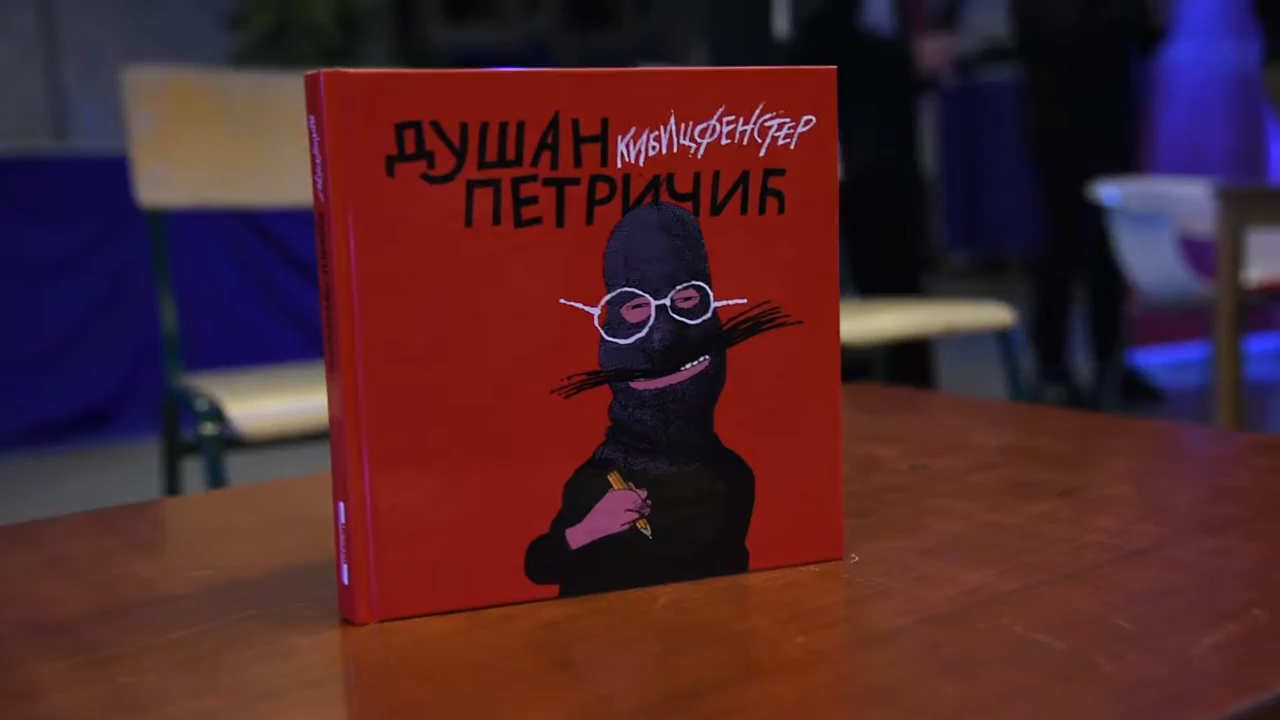 ДУШАН КИБИЦФЕНСТЕР
ПЕТРИЧИЋ